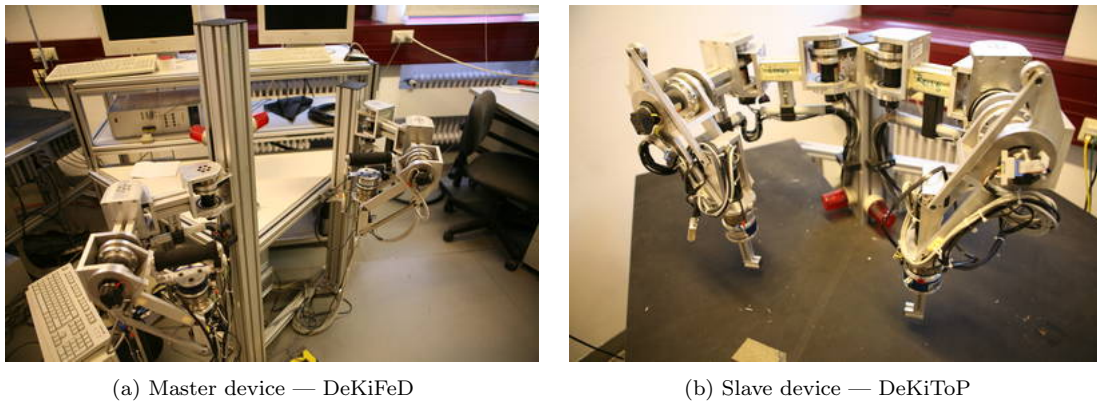 (a) Master device — DeKiFeD
(b) Slave device — DeKiToP